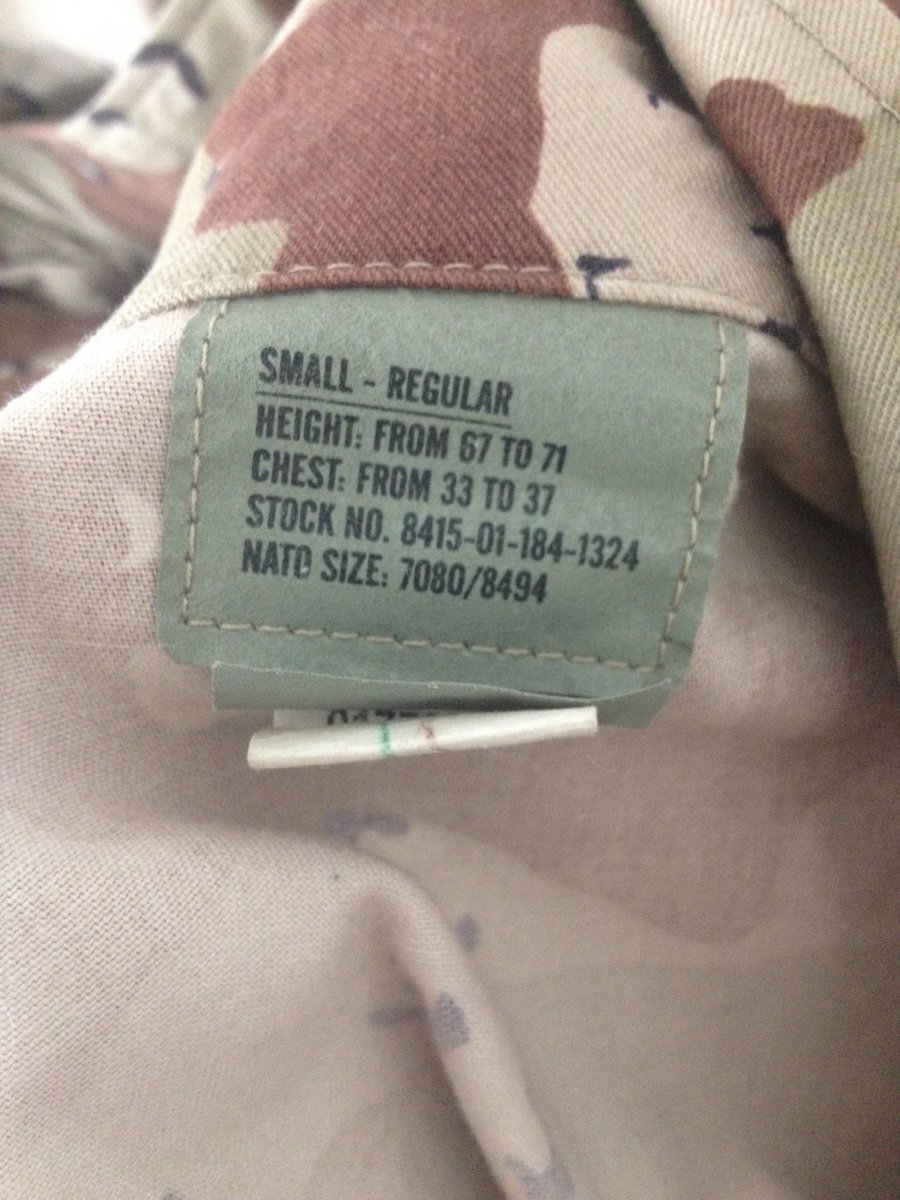 SMALL - REGULAR
HEIGHT: FROM 67 TO 71
CHEST: FROM 33 TO 37
STOCK NO. 8415-01-184-1324
NATO SIZE: 7080/8494